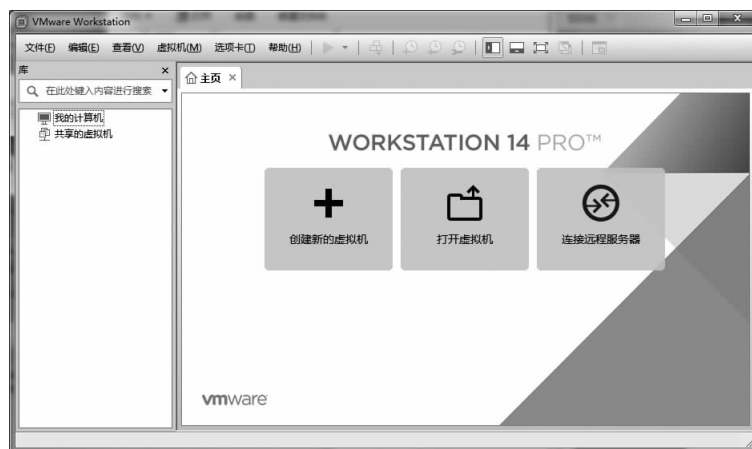 VMware Workstation
文件(F) 编辑(E) 查看(V) 虚拟机(M) 选项卡(T) 帮助(H)
库
在此处键入内容进行搜索
我的计算机
共享的虚拟机
主页
WORKSTATION 14 PRO™
创建新的虚拟机
打开虚拟机
连接远程服务器
vmware